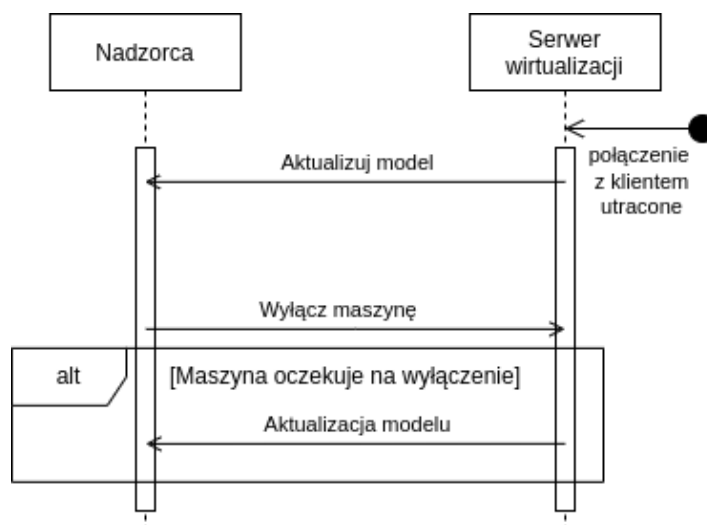 Nadzorca
Serwer
wirtualizacji
połączenie
z klientem
utracone
Aktualizuj model
Wyłącz maszynę
alt
[Maszyna oczekuje na wyłączenie]
Aktualizacja modelu